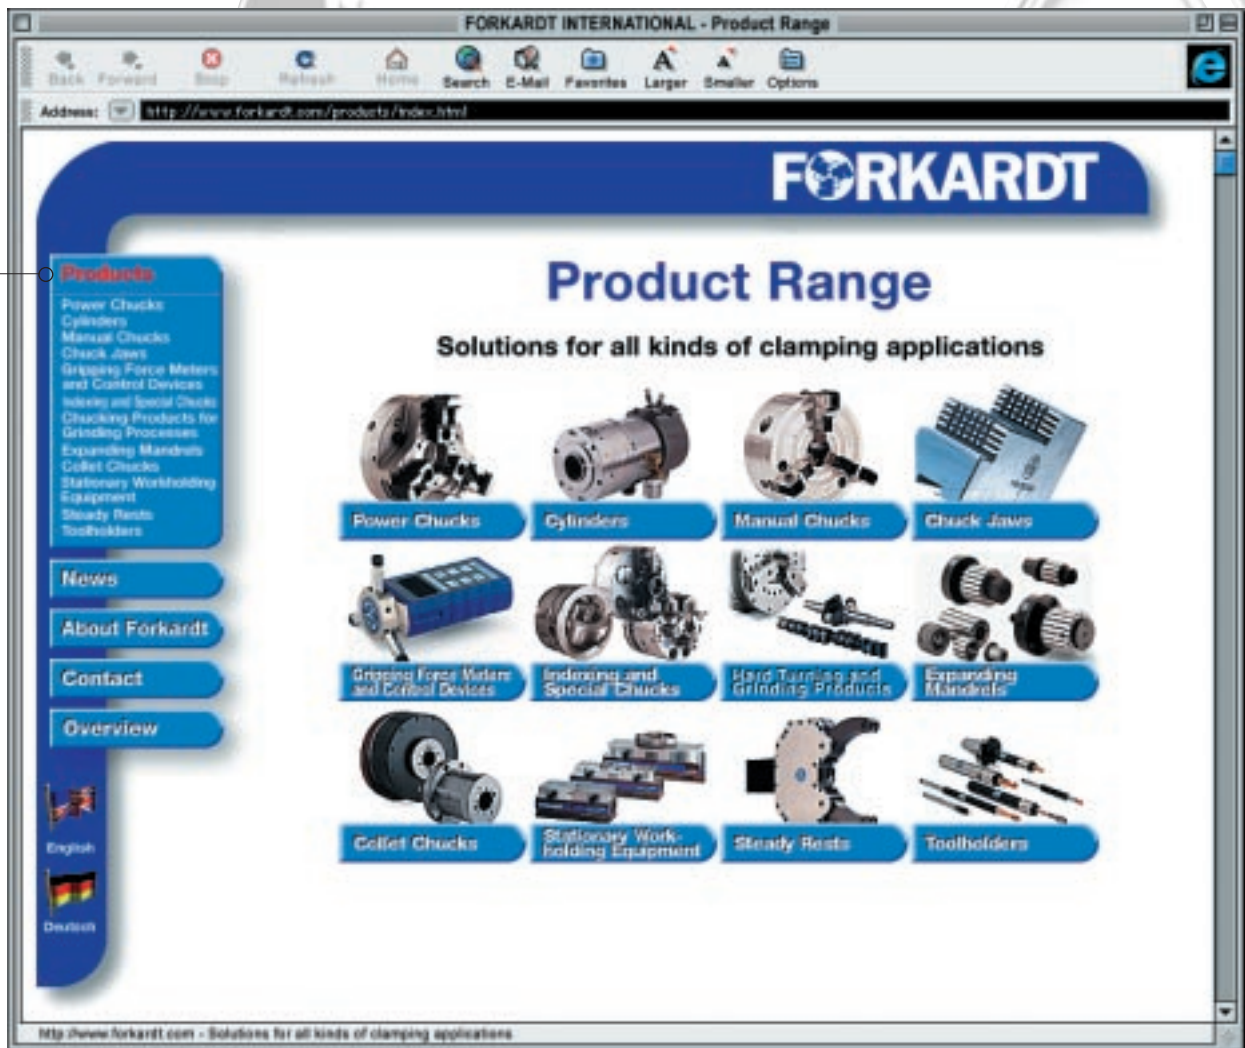 FORKARDT INTERNATIONAL - Product Range
Back Forward Stop Refresh Home Search E-Mail Favorites Larger Smaller Options
Address: http://www.forkardt.com/products/index.html
FORKARDT
Products
Power Chucks
Cylinders
Manual Chucks
Chuck Jaws
Gripping Force Meters
and Control Devices
Indexing and Special Chucks
Chucking Products for
Grinding Processes
Expanding Mandrels
Collet Chucks
Stationary Workholding
Equipment
Steady Rests
Toolholders
News
About Forkardt
Contact
Overview
English
Deutsch
Product Range
Solutions for all kinds of clamping applications
Power Chucks
Cylinders
Manual Chucks
Chuck Jaws
Gripping Force Meters
and Control Devices
Indexing and
Special Chucks
Hard Turning and
Grinding Products
Expanding
Mandrels
Collet Chucks
Stationary Work-
holding Equipment
Steady Rests
Toolholders
http://www.forkardt.com - Solutions for all kinds of clamping applications